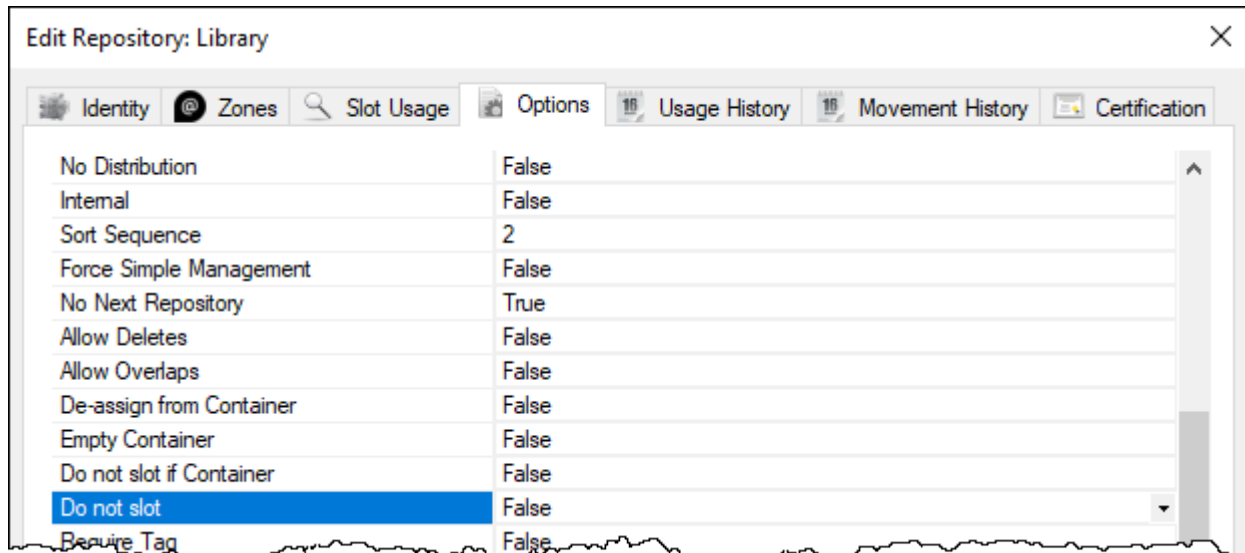 Edit Repository: Library
Identity Zones Slot Usage Options Usage History Movement History Certification
No Distribution False
Internal False
Sort Sequence 2
Force Simple Management False
No Next Repository True
Allow Deletes False
Allow Overlaps False
De-assign from Container False
Empty Container False
Do not slot if Container False
Do not slot False
Require Tag False